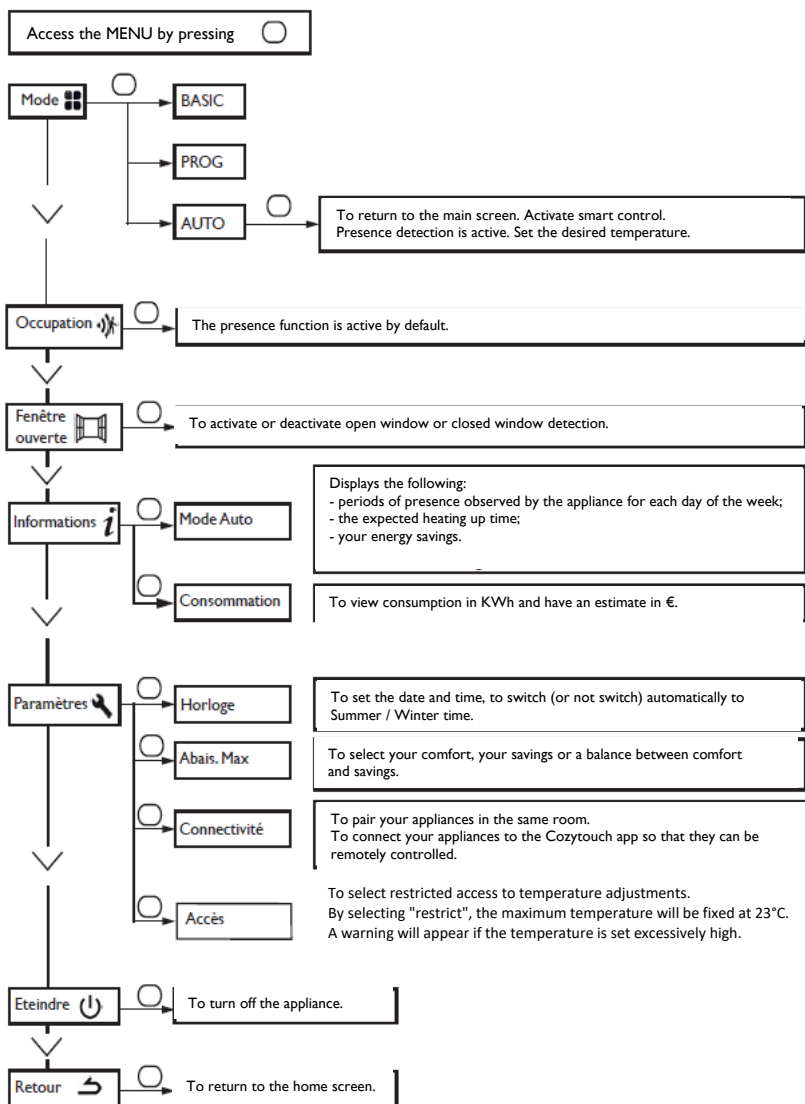 Access the MENU by pressing
Mode
BASIC
PROG
AUTO
To return to the main screen. Activate smart control.
Presence detection is active. Set the desired temperature.
Occupation
The presence function is active by default.
Fenêtre
ouverte
To activate or deactivate open window or closed window detection.
Informations
Mode Auto
Displays the following:
- periods of presence observed by the appliance for each day of the week;
- the expected heating up time;
- your energy savings.
Consommation
To view consumption in KWh and have an estimate in €.
Paramètres
Horloge
To set the date and time, to switch (or not switch) automatically to
Summer / Winter time.
Abais. Max
To select your comfort, your savings or a balance between comfort
and savings.
Connectivité
To pair your appliances in the same room.
To connect your appliances to the Cozytouch app so that they can be
remotely controlled.
Accès
To select restricted access to temperature adjustments.
By selecting "restrict", the maximum temperature will be fixed at 23°C.
A warning will appear if the temperature is set excessively high.
Eteindre
To turn off the appliance.
Retour
To return to the home screen.